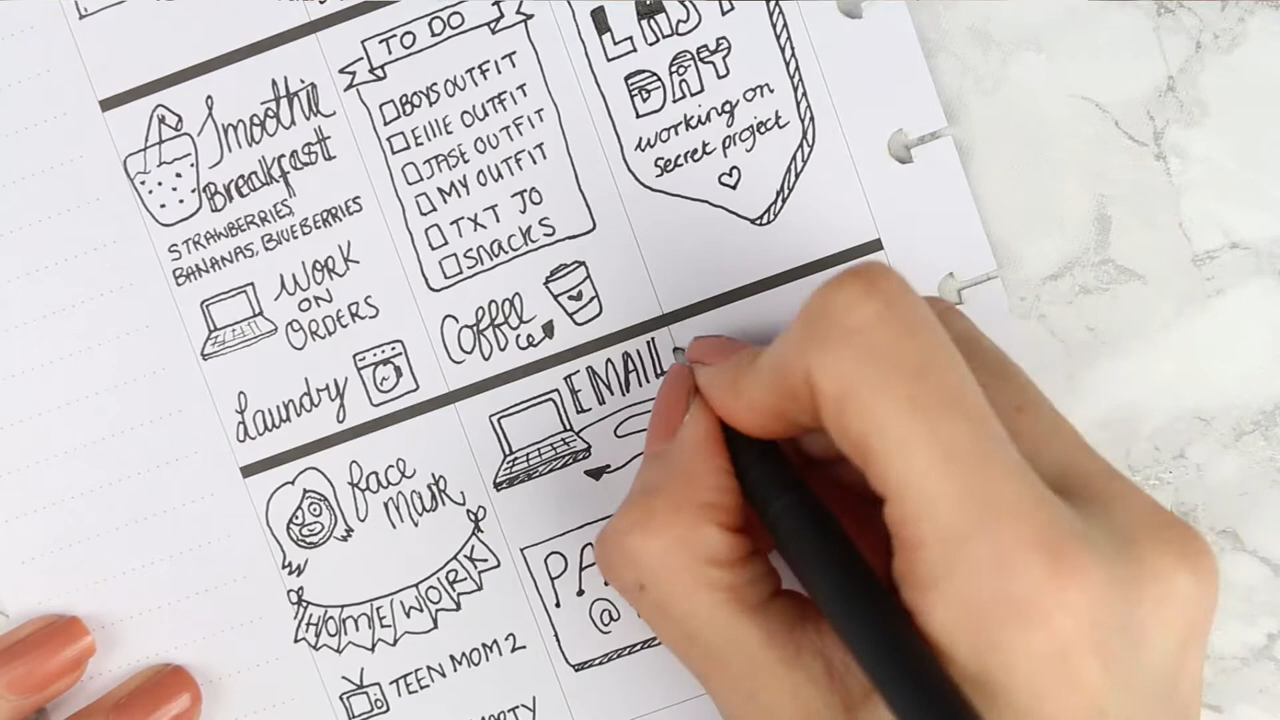 Smoothie
Breakfast
STRAWBERRIES,
BANANAS, BLUEBERRIES
WORK
ON
ORDERS
Laundry
TO DO
BOYS OUTFIT
EllIE OUTFIT
JASE OUTFIT
MY OUTFIT
TXT JO
snacks
Coffee
LAST
DAY
working on
secret project
face
mask
HOMEWORK
TEEN MOM 2
EMAIL
@